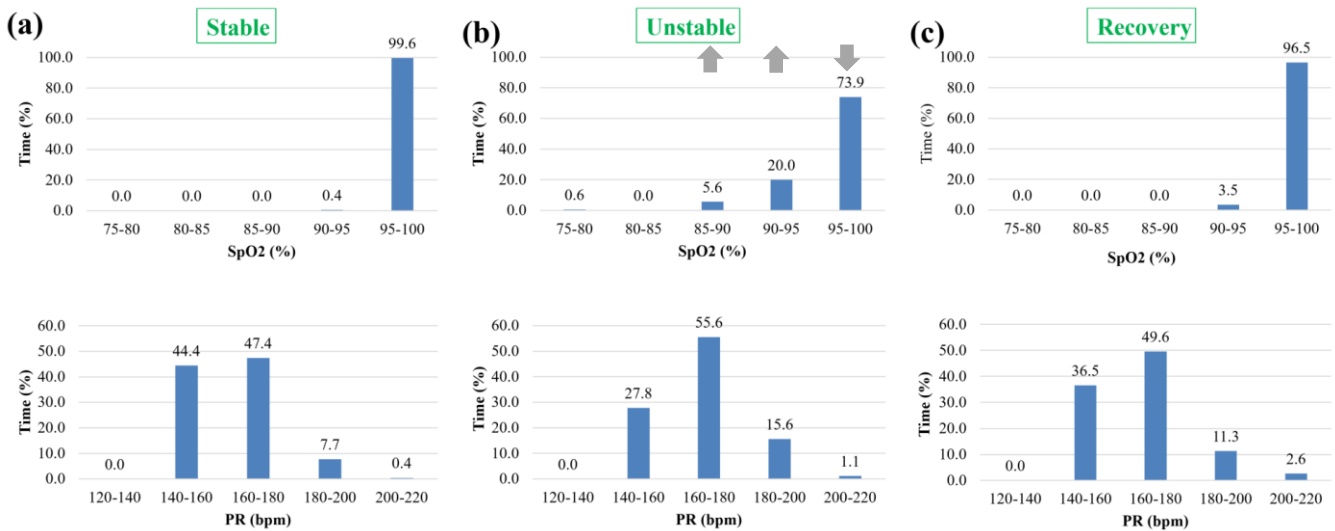 (a) Stable
99.6
100.0
80.0
60.0
40.0
20.0
0.0
Time (%)
0.0 0.0 0.0 0.4
75-80 80-85 85-90 90-95 95-100
SpO2 (%)
60.0
50.0
40.0
30.0
20.0
10.0
0.0
Time (%)
0.0 44.4 47.4 7.7 0.4
120-140 140-160 160-180 180-200 200-220
PR (bpm)
(b) Unstable
100.0
80.0
60.0
40.0
20.0
0.0
Time (%)
0.6 0.0 5.6 20.0 73.9
75-80 80-85 85-90 90-95 95-100
SpO2 (%)
60.0
50.0
40.0
30.0
20.0
10.0
0.0
Time (%)
0.0 27.8 55.6 15.6 1.1
120-140 140-160 160-180 180-200 200-220
PR (bpm)
(c) Recovery
96.5
100.0
80.0
60.0
40.0
20.0
0.0
Time (%)
0.0 0.0 0.0 3.5
75-80 80-85 85-90 90-95 95-100
SpO2 (%)
60.0
50.0
40.0
30.0
20.0
10.0
0.0
Time (%)
0.0 36.5 49.6 11.3 2.6
120-140 140-160 160-180 180-200 200-220
PR (bpm)